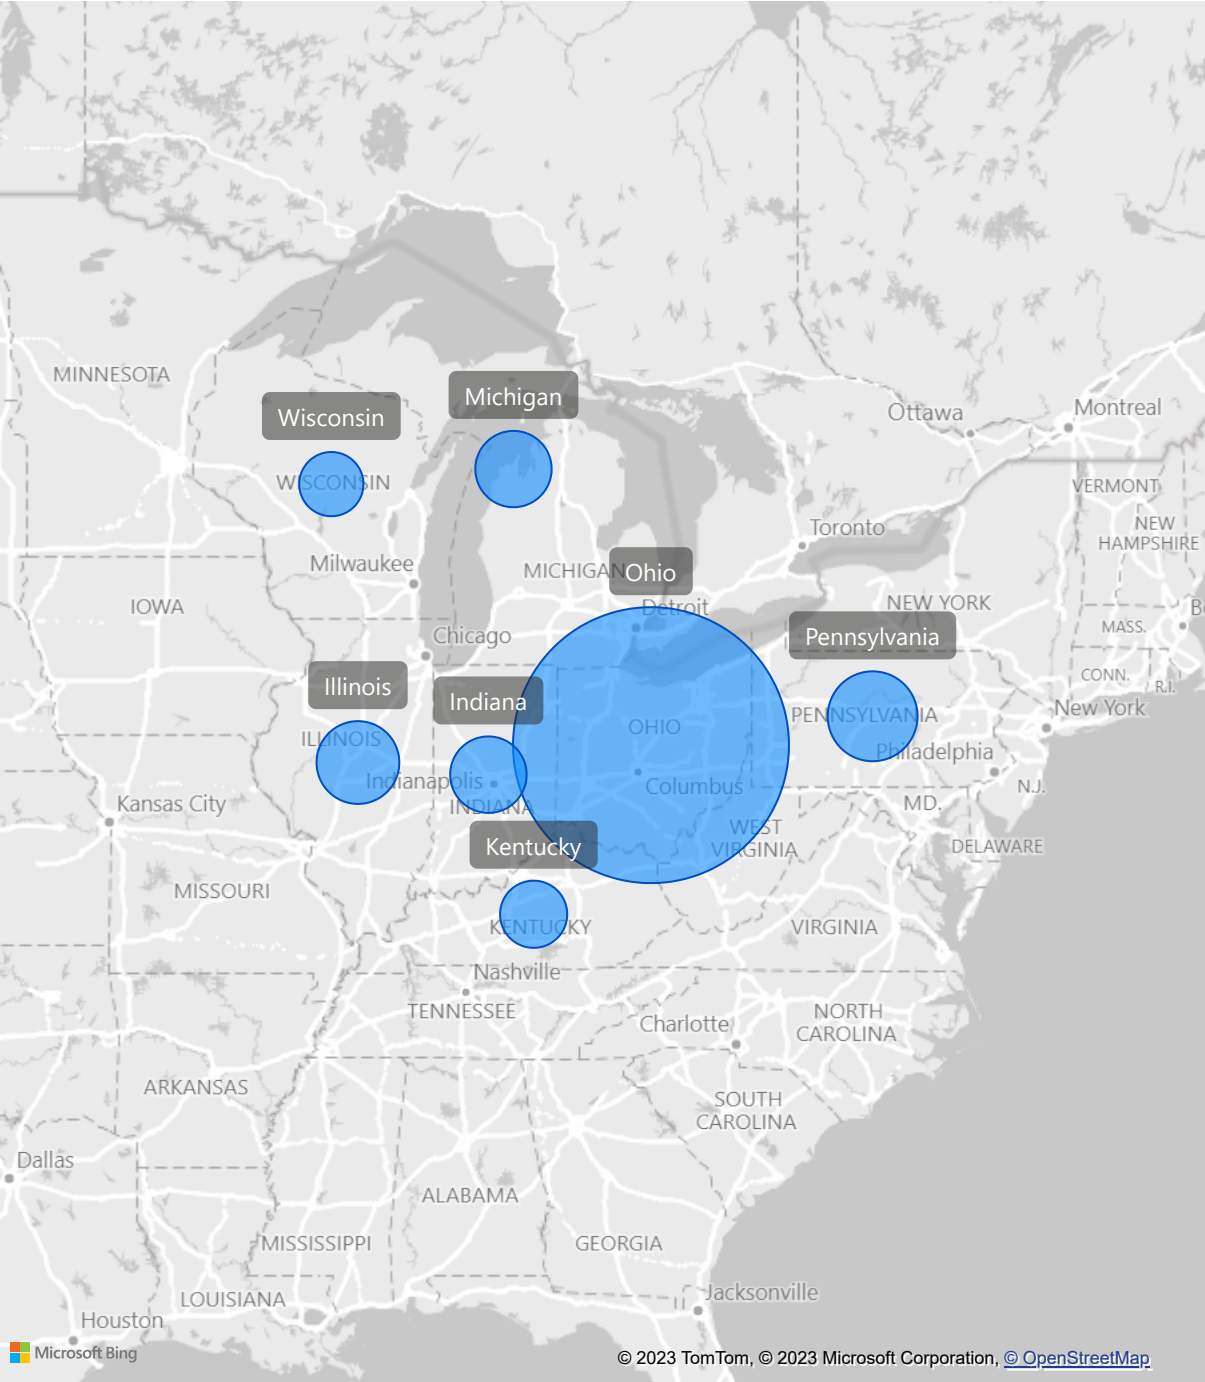 MINNESOTA
Michigan
Wisconsin
Ottawa
Montreal
WISCONSIN
VERMONT
Toronto
NEW
HAMPSHIRE
Milwaukee
MICHIGAN
Ohio
IOWA
Detroit
NEW YORK
MASS.
Chicago
Pennsylvania
CONN.
R.I.
Illinois
Indiana
New York
ILLINOIS
OHIO
PENNSYLVANIA
Philadelphia
Indianapolis
Columbus
N.J.
Kansas City
INDIANA
MD.
WEST
VIRGINIA
Kentucky
DELAWARE
MISSOURI
KENTUCKY
VIRGINIA
Nashville
TENNESSEE
Charlotte
NORTH
CAROLINA
ARKANSAS
SOUTH
CAROLINA
Dallas
ALABAMA
MISSISSIPPI
GEORGIA
LOUISIANA
Jacksonville
Houston
Microsoft Bing
© 2023 TomTom, © 2023 Microsoft Corporation, © OpenStreetMap